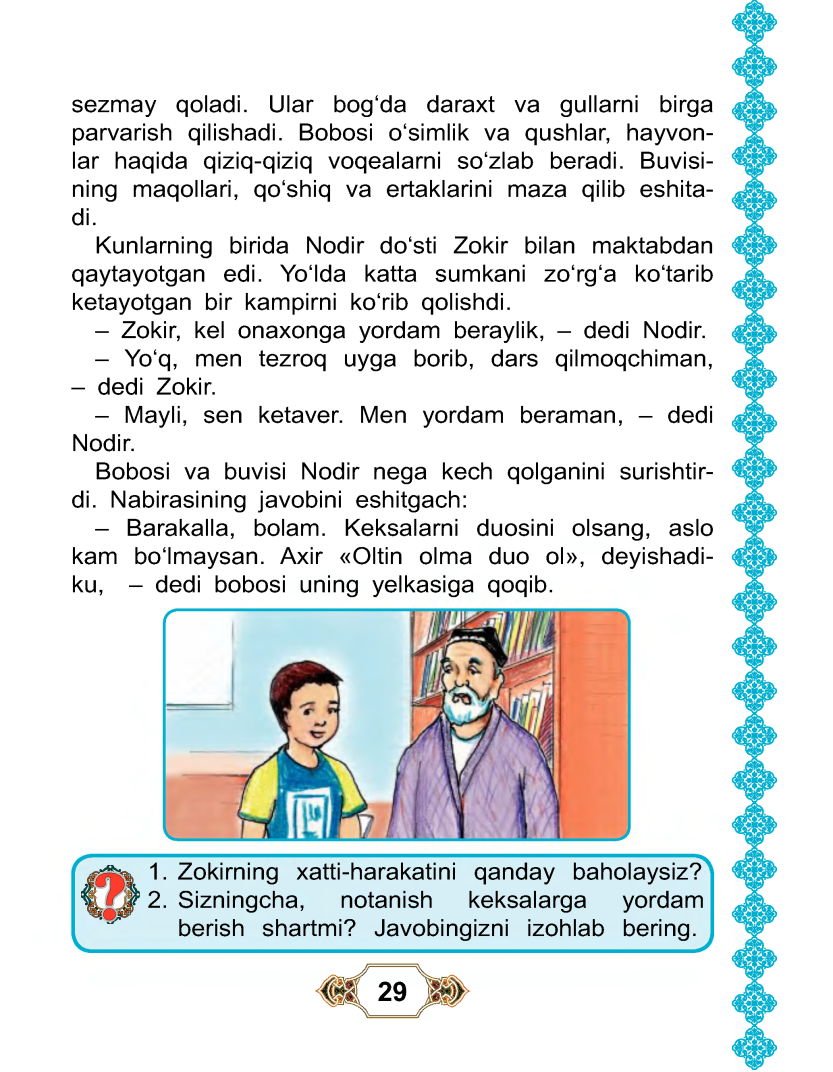 sezmay qoladi. Ular bog‘da daraxt va gullarni birga
parvarish qilishadi. Bobosi o‘simlik va qushlar, hayvon-
lar haqida qiziq-qiziq voqealarni so‘zlab beradi. Buvisi-
ning maqollari, qo‘shiq va ertaklarini maza qilib eshita-
di.
Kunlarning birida Nodir do‘sti Zokir bilan maktabdan
qaytayotgan edi. Yo‘lda katta sumkani zo‘rg‘a ko‘tarib
ketayotgan bir kampirni ko‘rib qolishdi.
– Zokir, kel onaxonga yordam beraylik, – dedi Nodir.
– Yo‘q, men tezroq uyga borib, dars qilmoqchiman,
– dedi Zokir.
– Mayli, sen ketaver. Men yordam beraman, – dedi
Nodir.
Bobosi va buvisi Nodir nega kech qolganini surishtir-
di. Nabirasining javobini eshitgach:
– Barakalla, bolam. Keksalarni duosini olsang, aslo
kam bo‘lmaysan. Axir «Oltin olma duo ol», deyishadi-
ku, – dedi bobosi uning yelkasiga qoqib.
1. Zokirning xatti-harakatini qanday baholaysiz?
2. Sizningcha, notanish keksalarga yordam
berish shartmi? Javobingizni izohlab bering.
29